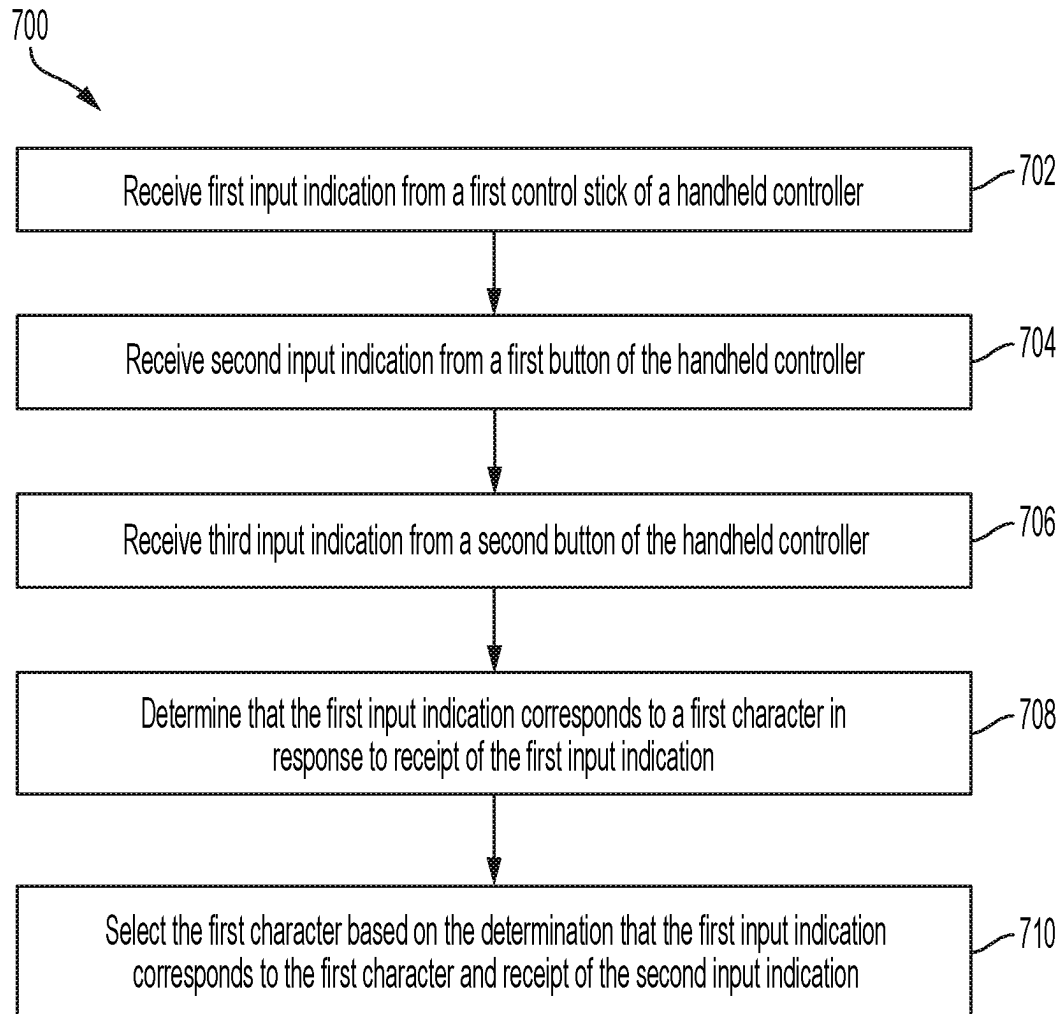 700
Receive first input indication from a first control stick of a handheld controller
702
Receive second input indication from a first button of the handheld controller
704
Receive third input indication from a second button of the handheld controller
706
Determine that the first input indication corresponds to a first character in
response to receipt of the first input indication
708
Select the first character based on the determination that the first input indication
corresponds to the first character and receipt of the second input indication
710